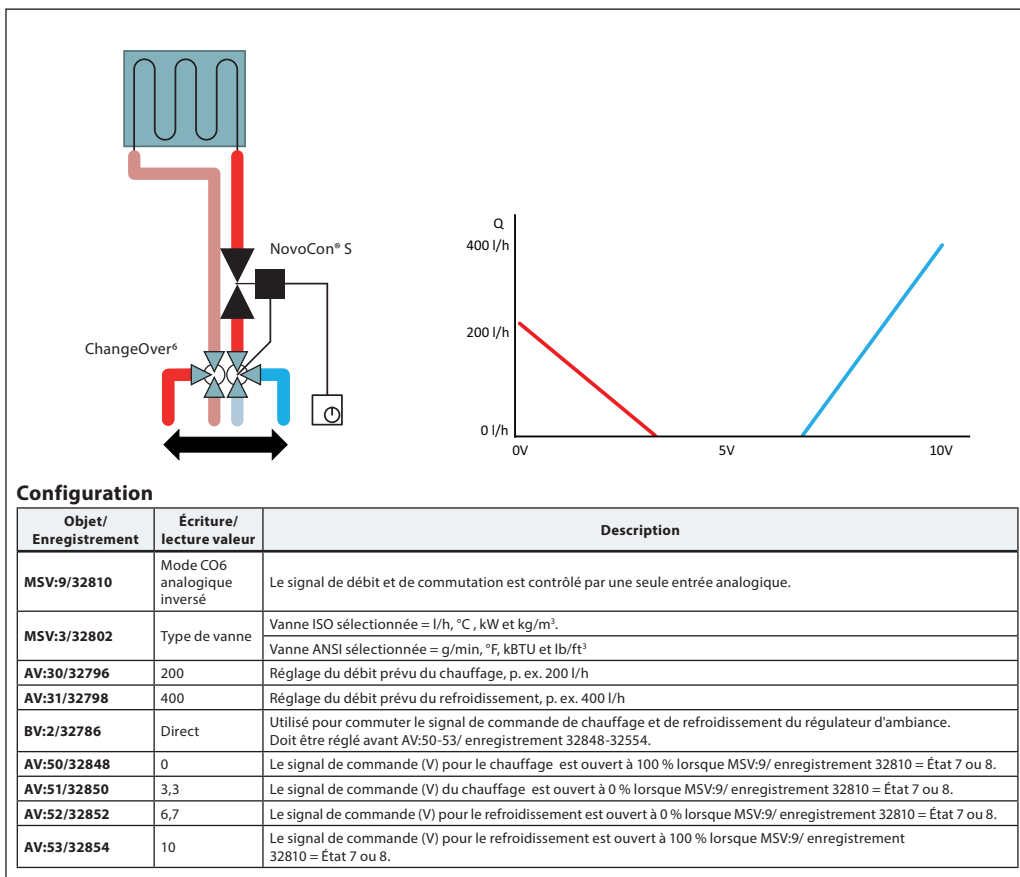 NovoCon® S
ChangeOver⁶
Q
400 l/h
200 l/h
0 l/h
0V
5V
10V
Configuration
Objet/
Enregistrement
Écriture/
lecture valeur
Description
MSV:9/32810
Mode CO6
analogique
inversé
Le signal de débit et de commutation est contrôlé par une seule entrée analogique.
MSV:3/32802
Type de vanne
Vanne ISO sélectionnée = l/h, °C , kW et kg/m³.
Vanne ANSI sélectionnée = g/min, °F, kBTU et lb/ft³
AV:30/32796
200
Réglage du débit prévu du chauffage, p. ex. 200 l/h
AV:31/32798
400
Réglage du débit prévu du refroidissement, p. ex. 400 l/h
BV:2/32786
Direct
Utilisé pour commuter le signal de commande de chauffage et de refroidissement du régulateur d'ambiance.
Doit être réglé avant AV:50-53/ enregistrement 32848-32554.
AV:50/32848
0
Le signal de commande (V) pour le chauffage est ouvert à 100 % lorsque MSV:9/ enregistrement 32810 = État 7 ou 8.
AV:51/32850
3,3
Le signal de commande (V) du chauffage est ouvert à 0 % lorsque MSV:9/ enregistrement 32810 = État 7 ou 8.
AV:52/32852
6,7
Le signal de commande (V) pour le refroidissement est ouvert à 0 % lorsque MSV:9/ enregistrement 32810 = État 7 ou 8.
AV:53/32854
10
Le signal de commande (V) pour le refroidissement est ouvert à 100 % lorsque MSV:9/ enregistrement
32810 = État 7 ou 8.